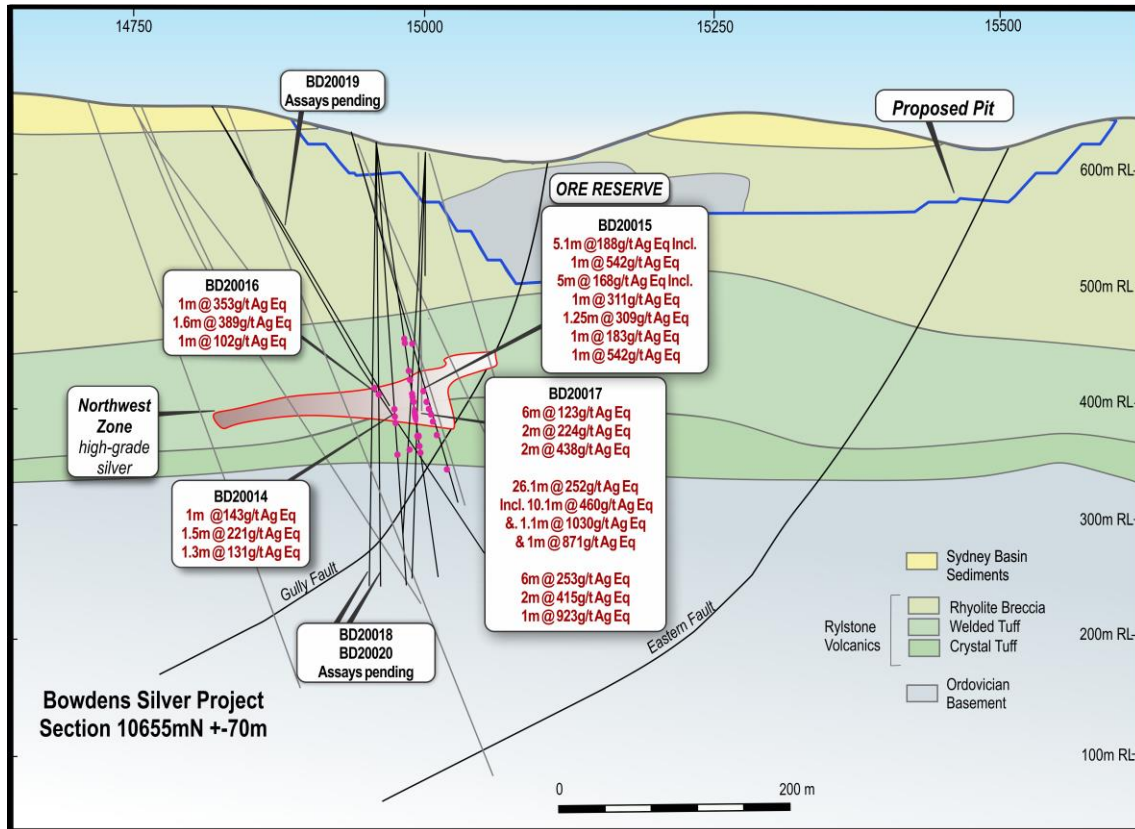 14750
15000
15250
15500
BD20019
Assays pending
Proposed Pit
600m RL
ORE RESERVE
BD20015
5.1m @188g/t Ag Eq Incl.
1m @ 542g/t Ag Eq
5m @ 168g/t Ag Eq Incl.
1m @ 311g/t Ag Eq
1.25m @ 309g/t Ag Eq
1m @ 183g/t Ag Eq
1m @ 542g/t Ag Eq
BD20016
1m @ 353g/t Ag Eq
1.6m @ 389g/t Ag Eq
1m @ 102g/t Ag Eq
500m RL
Northwest
Zone
high-grade
silver
BD20017
6m @ 123g/t Ag Eq
2m @ 224g/t Ag Eq
2m @ 438g/t Ag Eq
26.1m @ 252g/t Ag Eq
Incl. 10.1m @ 460g/t Ag Eq
&. 1.1m @ 1030g/t Ag Eq
& 1m @ 871g/t Ag Eq
6m @ 253g/t Ag Eq
2m @ 415g/t Ag Eq
1m @ 923g/t Ag Eq
400m RL
BD20014
1m @143g/t Ag Eq
1.5m @ 221g/t Ag Eq
1.3m @ 131g/t Ag Eq
300m RL
Gully Fault
Eastern Fault
BD20018
BD20020
Assays pending
Sydney Basin
Sediments
Rylstone
Volcanics
Rhyolite Breccia
Welded Tuff
Crystal Tuff
200m RL
Ordovician
Basement
Bowdens Silver Project
Section 10655mN +-70m
100m RL
0
200 m